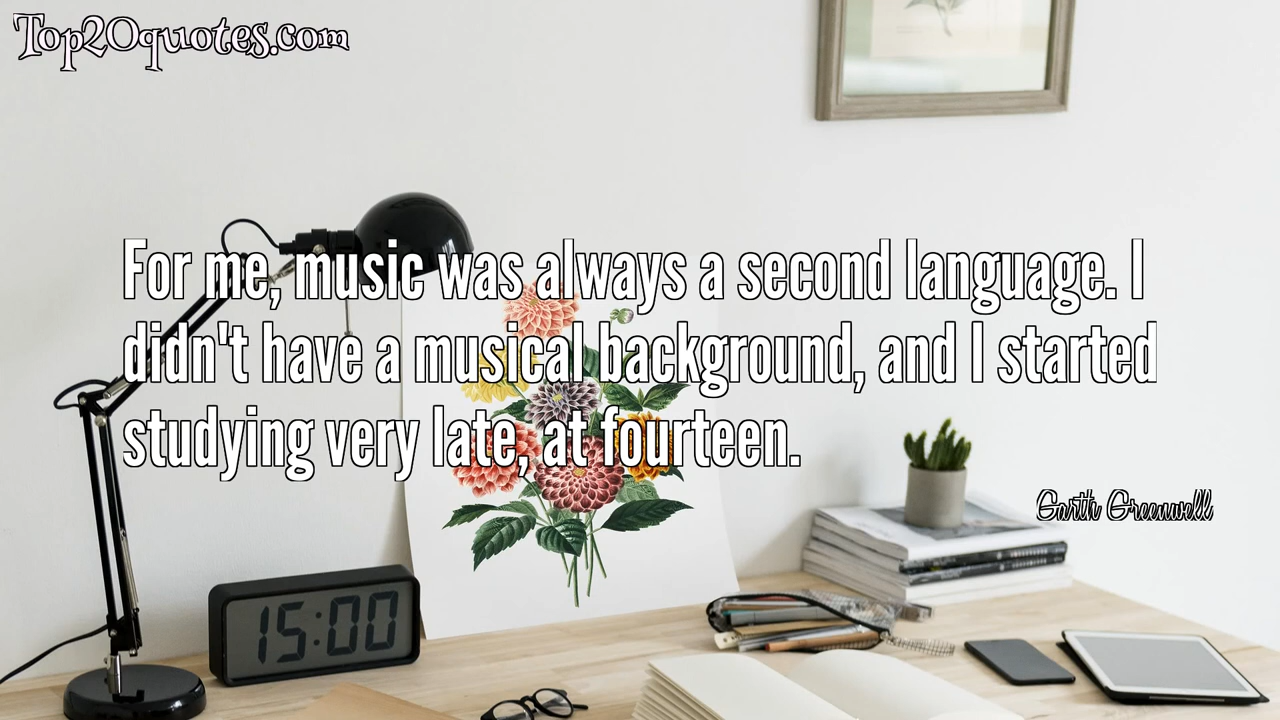 Top20quotes.com
For me, music was always a second language. I
didn't have a musical background, and I started
studying very late, at fourteen.
Garth Greenwell
15:00